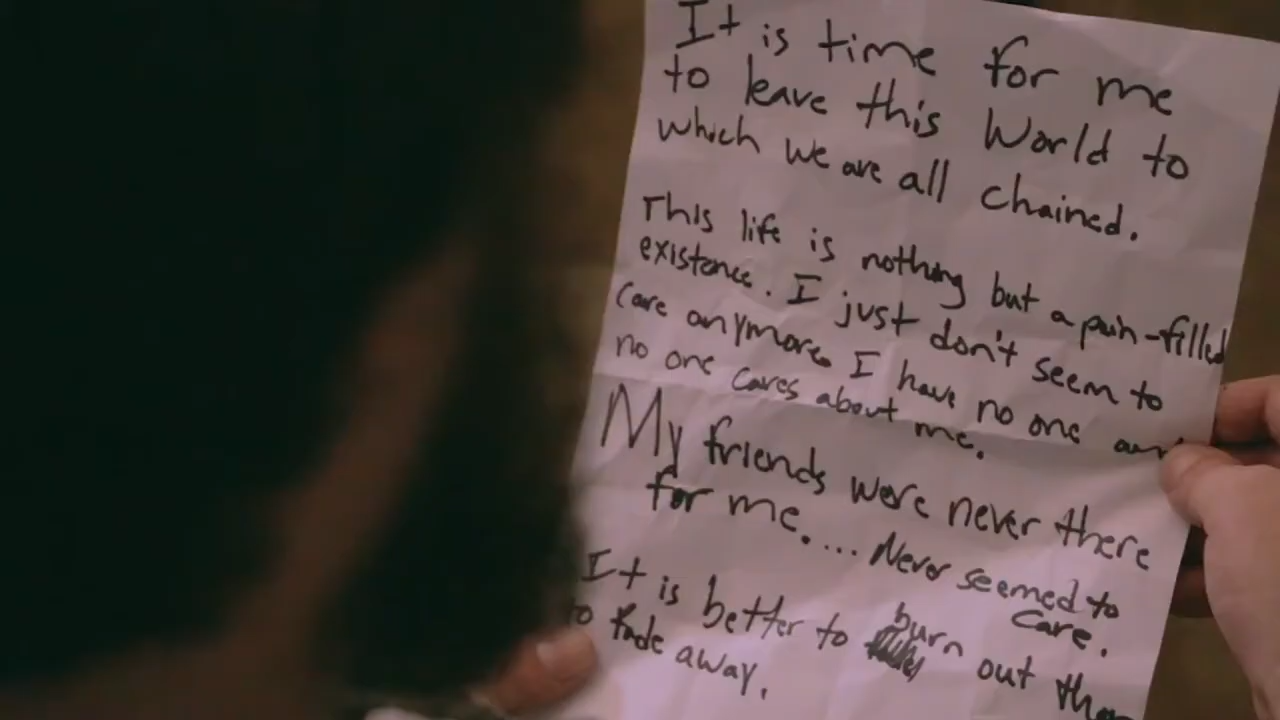 It is time for me
to leave this World to
which we are all chained.
This life is nothing but a pain-filled
existence. I just don't seem to
care anymore. I have no one
no one cares about me.
My friends were never there
for me.... Never seemed to
care.
It is better to burn out
to fade away.